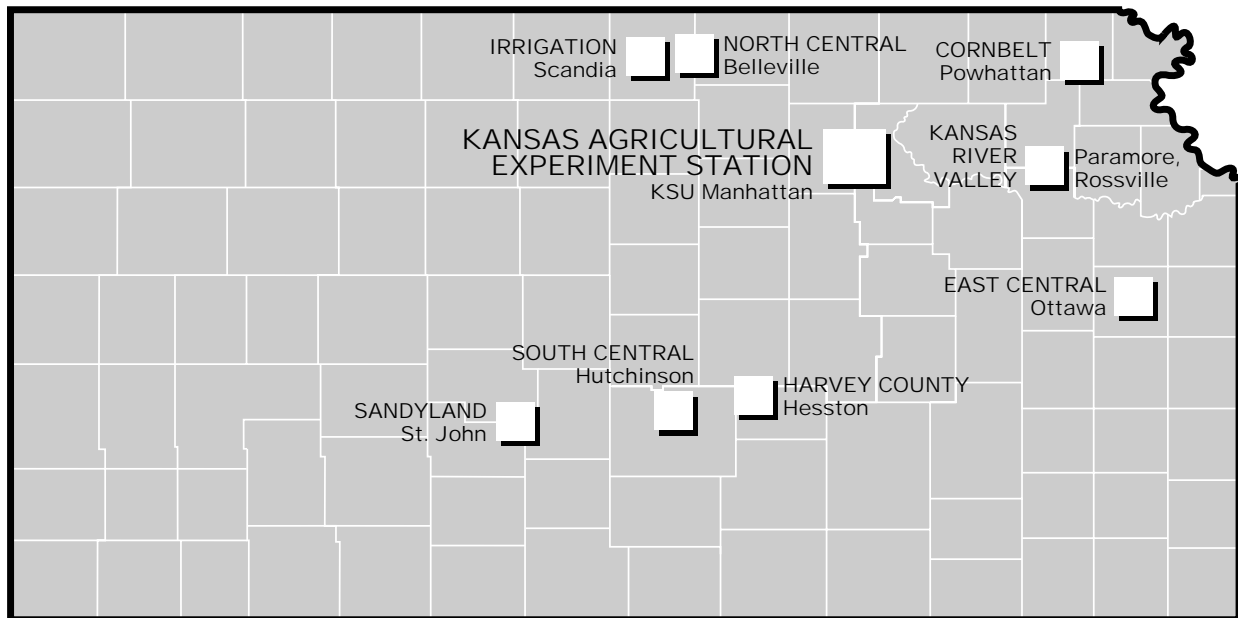 IRRIGATION
Scandia
NORTH CENTRAL
Belleville
CORNBELT
Powhattan
KANSAS AGRICULTURAL
EXPERIMENT STATION
KSU Manhattan
KANSAS
RIVER
VALLEY
Paramore,
Rossville
EAST CENTRAL
Ottawa
SOUTH CENTRAL
Hutchinson
HARVEY COUNTY
Hesston
SANDYLAND
St. John